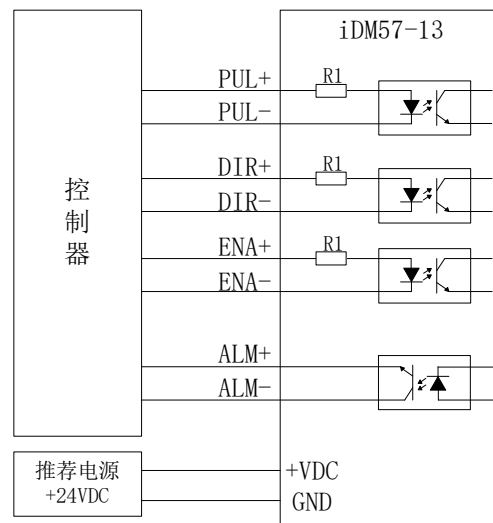 iDM57-13
PUL+
R1
PUL-
DIR+
R1
DIR-
控制器
ENA+
R1
ENA-
ALM+
ALM-
推荐电源
+24VDC
+VDC
GND